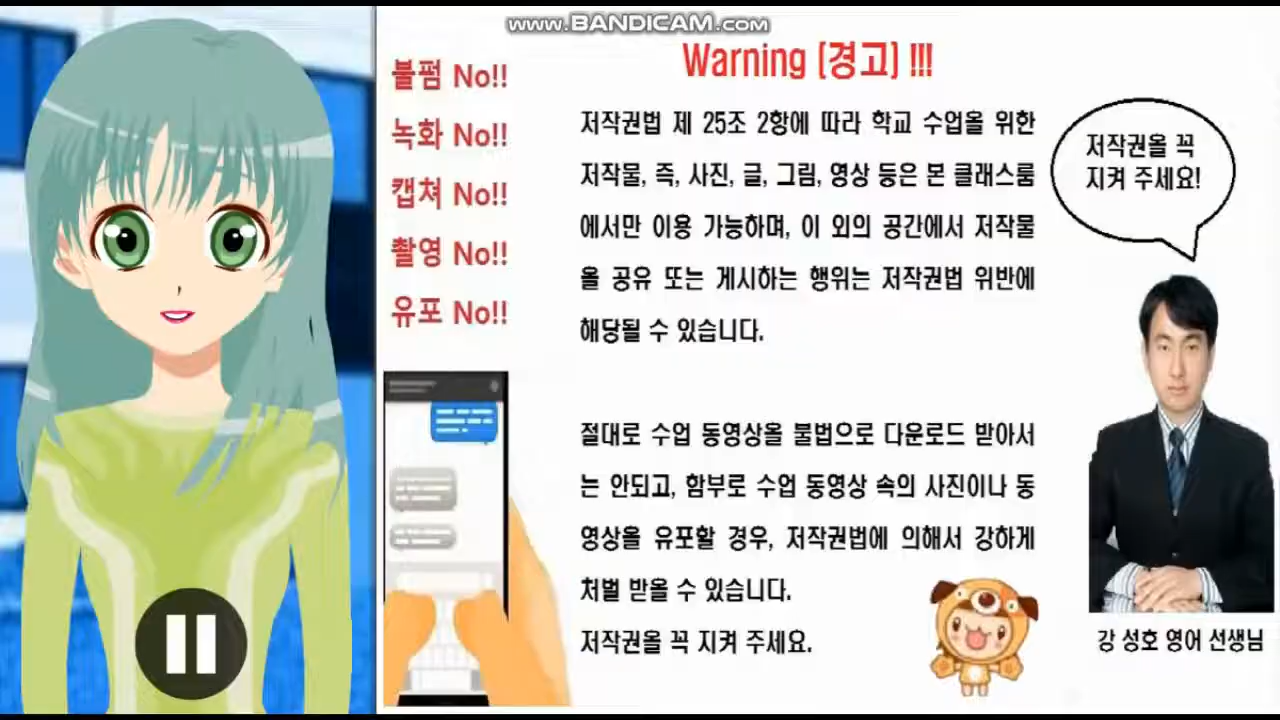 www.BANDICAM.com
Warning (경고) !!!
불펌 No!!
녹화 No!!
캡쳐 No!!
촬영 No!!
유포 No!!
저작권법 제 25조 2항에 따라 학교 수업을 위한
저작물, 즉, 사진, 글, 그림, 영상 등은 본 클래스룸
에서만 이용 가능하며, 이 외의 공간에서 저작물
을 공유 또는 게시하는 행위는 저작권법 위반에
해당될 수 있습니다.
절대로 수업 동영상을 불법으로 다운로드 받아서
는 안되고, 함부로 수업 동영상 속의 사진이나 동
영상을 유포할 경우, 저작권법에 의해서 강하게
처벌 받을 수 있습니다.
저작권을 꼭 지켜 주세요.
저작권을 꼭
지켜 주세요!
강 성호 영어 선생님